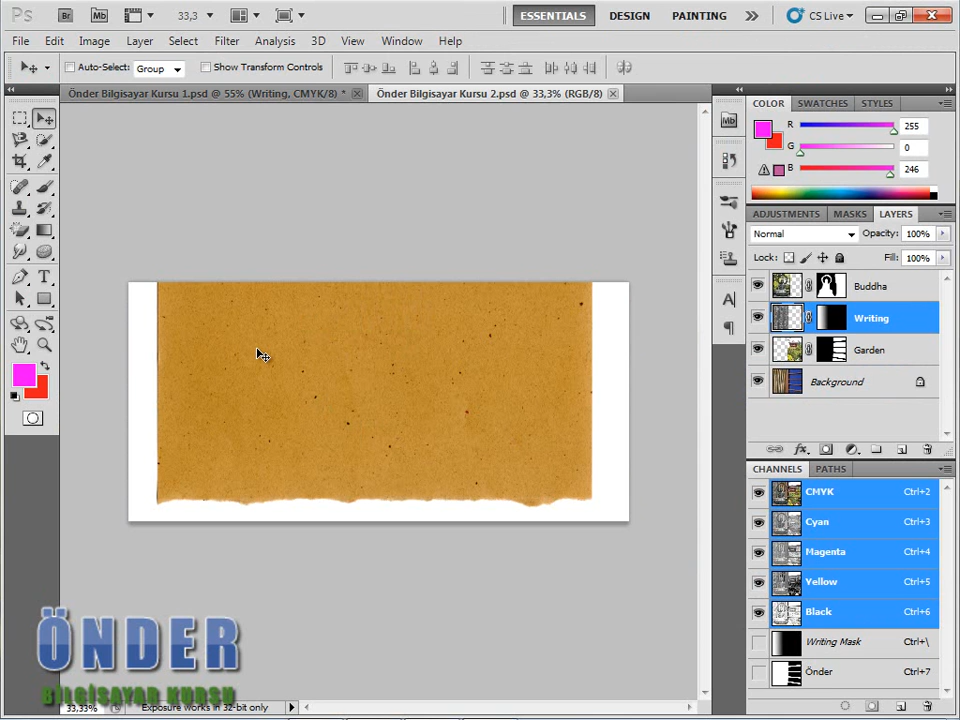 Ps Br Mb 33,3 ESSENTIALS DESIGN PAINTING CS Live
File Edit Image Layer Select Filter Analysis 3D View Window Help
Auto-Select: Group Show Transform Controls
Önder Bilgisayar Kursu 1.psd @ 55% (Writing, CMYK/8) * Önder Bilgisayar Kursu 2.psd @ 33,3% (RGB/8)
COLOR SWATCHES STYLES
R 255
G 0
B 246
Mb
ADJUSTMENTS MASKS LAYERS
Normal Opacity: 100%
Lock: Fill: 100%
Buddha
Writing
Garden
Background
CHANNELS PATHS
CMYK Ctrl+2
Cyan Ctrl+3
Magenta Ctrl+4
Yellow Ctrl+5
Black Ctrl+6
Writing Mask Ctrl+\
Önder Ctrl+7
ÖNDER
BİLGİSAYAR KURSU
33,33% Exposure works in 32-bit only